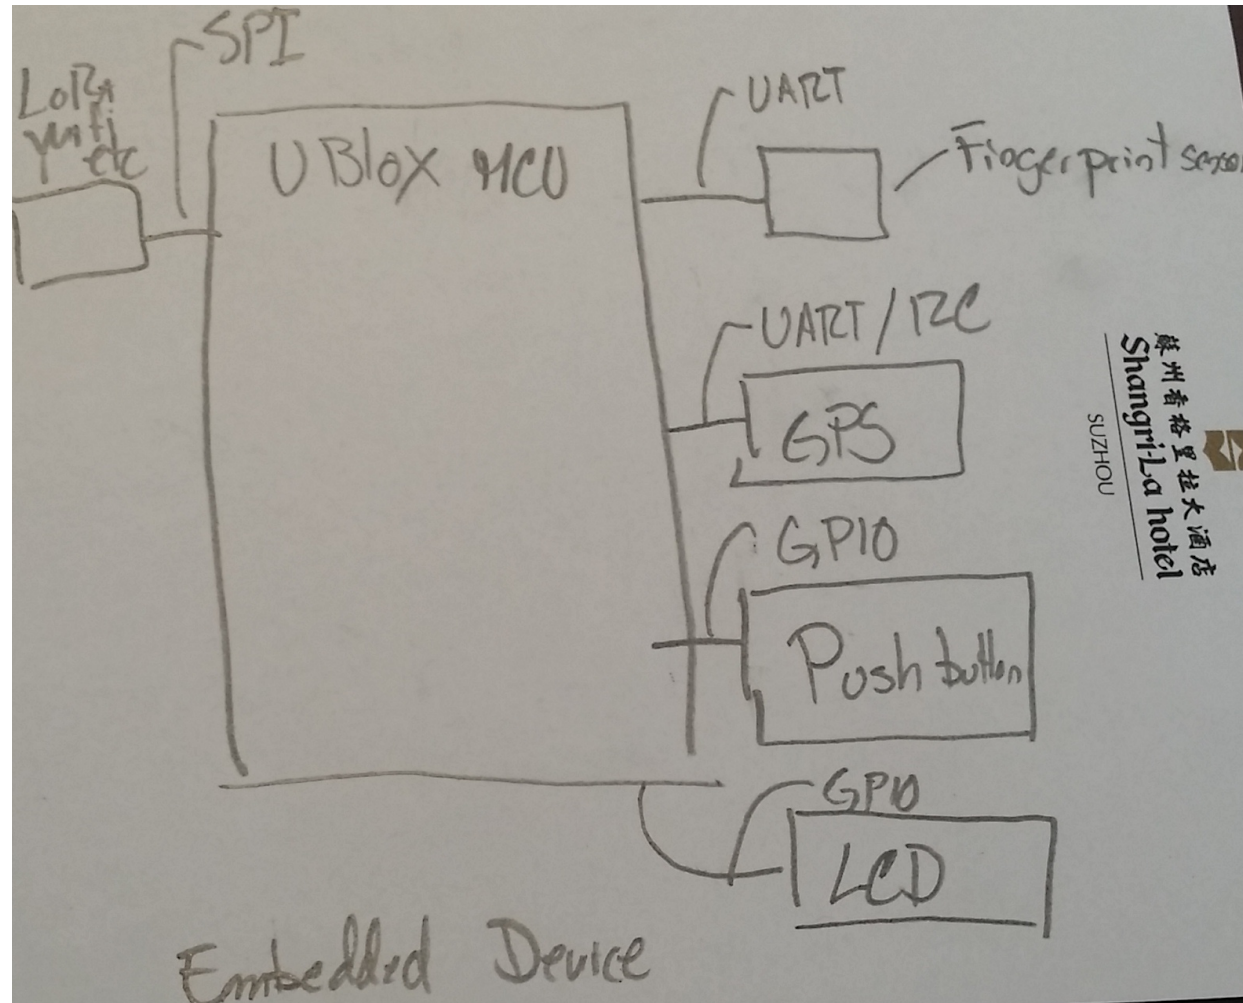 SPI
LoRa
wifi
etc
UBlox MCU
UART
Fingerprint sensor
UART / I2C
GPS
GPIO
Push button
GPIO
LCD
Embedded Device
蘇州香格里拉大酒店
Shangri-La hotel
SUZHOU